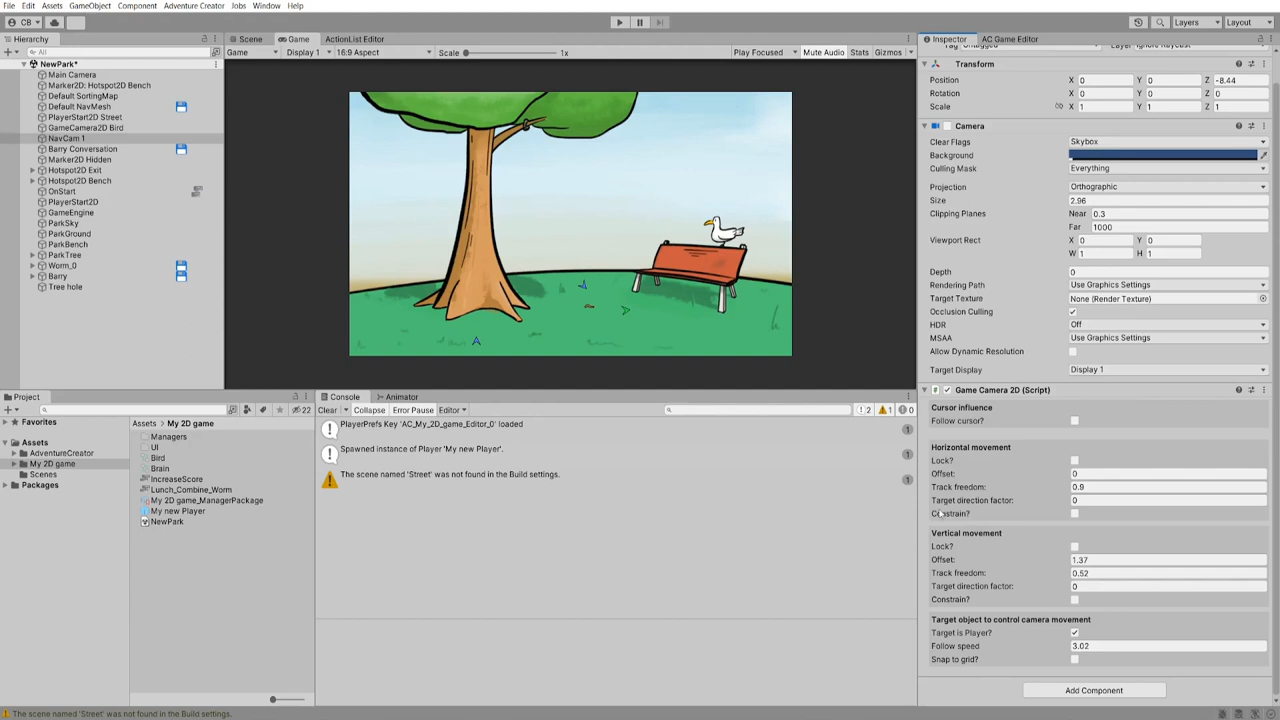 File Edit Assets GameObject Component Adventure Creator Jobs Window Help
CB Layers Layout
Hierarchy Scene Game ActionList Editor Inspector AC Game Editor
All Game Display 1 16:9 Aspect Scale 1x Play Focused Mute Audio Stats Gizmos
NewPark*
Main Camera
Marker2D: Hotspot2D Bench
Default SortingMap
Default NavMesh
PlayerStart2D Street
GameCamera2D Bird
NavCam 1
Barry Conversation
Marker2D Hidden
Hotspot2D Exit
Hotspot2D Bench
OnStart
PlayerStart2D
GameEngine
ParkSky
ParkGround
ParkBench
ParkTree
Worm_0
Barry
Tree hole
Transform
Position X 0 Y 0 Z -8.44
Rotation X 0 Y 0 Z 0
Scale X 1 Y 1 Z 1
Camera
Clear Flags Skybox
Background
Culling Mask Everything
Projection Orthographic
Size 2.96
Clipping Planes Near 0.3
Far 1000
Viewport Rect X 0 Y 0
W 1 H 1
Depth 0
Rendering Path Use Graphics Settings
Target Texture None (Render Texture)
Occlusion Culling
HDR Off
MSAA Use Graphics Settings
Allow Dynamic Resolution
Target Display Display 1
Game Camera 2D (Script)
Cursor influence
Follow cursor?
Horizontal movement
Lock?
Offset: 0
Track freedom: 0.9
Target direction factor: 0
Constrain?
Vertical movement
Lock?
Offset: 1.37
Track freedom: 0.52
Target direction factor: 0
Constrain?
Target object to control camera movement
Target is Player?
Follow speed 3.02
Snap to grid?
Add Component
Project
22
Favorites
Assets
AdventureCreator
My 2D game
Scenes
Packages
Assets > My 2D game
Managers
UI
Bird
Brain
IncreaseScore
Lunch_Combine_Worm
My 2D game_ManagerPackage
My new Player
NewPark
Console Animator
Clear Collapse Error Pause Editor 2 1 0
PlayerPrefs Key 'AC_My_2D_game_Editor_0' loaded 1
Spawned instance of Player 'My new Player'. 1
The scene named 'Street' was not found in the Build settings. 1
The scene named 'Street' was not found in the Build settings.